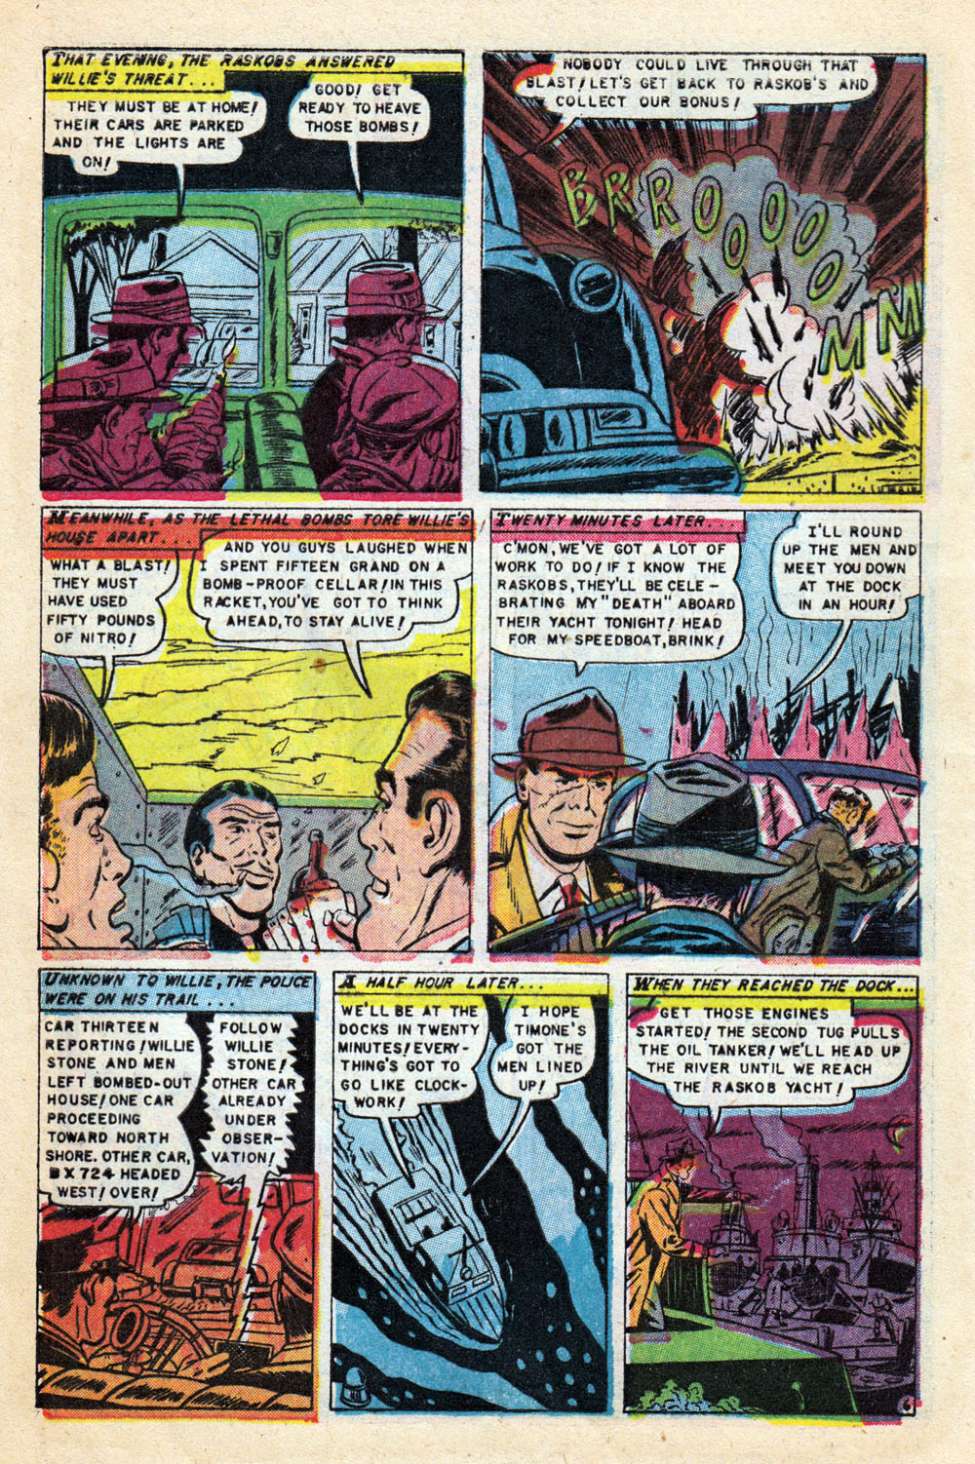 THAT EVENING, THE RASKOBS ANSWERED
WILLIE'S THREAT...
THEY MUST BE AT HOME!
THEIR CARS ARE PARKED
AND THE LIGHTS ARE
ON!
GOOD! GET
READY TO HEAVE
THOSE BOMBS!
NOBODY COULD LIVE THROUGH THAT
BLAST! LET'S GET BACK TO RASKOB'S AND
COLLECT OUR BONUS!
BRROOOOOMMM
MEANWHILE, AS THE LETHAL BOMBS TORE WILLIE'S
HOUSE APART...
WHAT A BLAST!
THEY MUST
HAVE USED
FIFTY POUNDS
OF NITRO!
AND YOU GUYS LAUGHED WHEN
I SPENT FIFTEEN GRAND ON A
BOMB-PROOF CELLAR! IN THIS
RACKET, YOU'VE GOT TO THINK
AHEAD, TO STAY ALIVE!
TWENTY MINUTES LATER...
C'MON, WE'VE GOT A LOT OF
WORK TO DO! IF I KNOW THE
RASKOBS, THEY'LL BE CELE-
BRATING MY "DEATH" ABOARD
THEIR YACHT TONIGHT! HEAD
FOR MY SPEEDBOAT, BRINK!
I'LL ROUND
UP THE MEN AND
MEET YOU DOWN
AT THE DOCK
IN AN HOUR!
UNKNOWN TO WILLIE, THE POLICE
WERE ON HIS TRAIL...
CAR THIRTEEN
REPORTING! WILLIE
STONE AND MEN
LEFT BOMBED-OUT
HOUSE! ONE CAR
PROCEEDING
TOWARD NORTH
SHORE. OTHER CAR,
BX724 HEADED
WEST! OVER!
FOLLOW
WILLIE
STONE!
OTHER CAR
ALREADY
UNDER
OBSER-
VATION!
A HALF HOUR LATER...
WE'LL BE AT THE
DOCKS IN TWENTY
MINUTES! EVERY-
THING'S GOT TO
GO LIKE CLOCK-
WORK!
I HOPE
TIMONE'S
GOT THE
MEN LINED
UP!
WHEN THEY REACHED THE DOCK...
GET THOSE ENGINES
STARTED! THE SECOND TUG PULLS
THE OIL TANKER! WE'LL HEAD UP
THE RIVER UNTIL WE REACH
THE RASKOB YACHT!